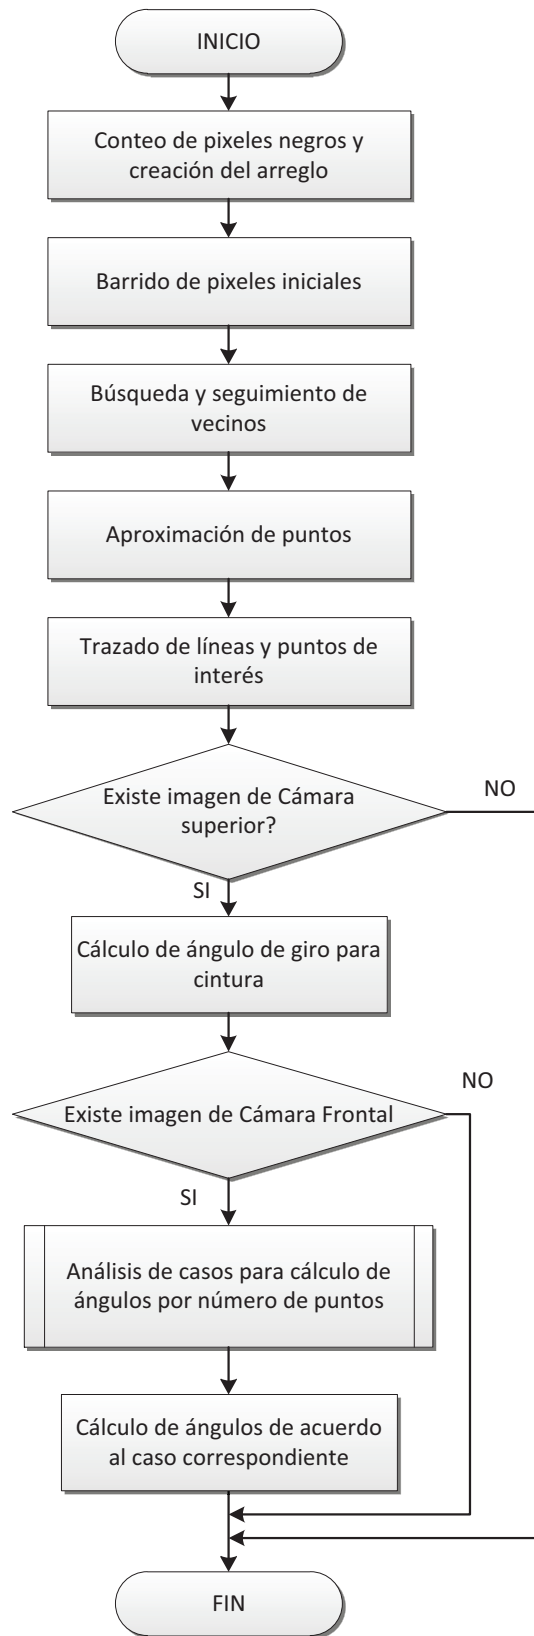 INICIO
Conteo de pixeles negros y
creación del arreglo
Barrido de pixeles iniciales
Búsqueda y seguimiento de
vecinos
Aproximación de puntos
Trazado de líneas y puntos de
interés
Existe imagen de Cámara
superior?
NO
SI
Cálculo de ángulo de giro para
cintura
NO
Existe imagen de Cámara Frontal
SI
Análisis de casos para cálculo de
ángulos por número de puntos
Cálculo de ángulos de acuerdo
al caso correspondiente
FIN